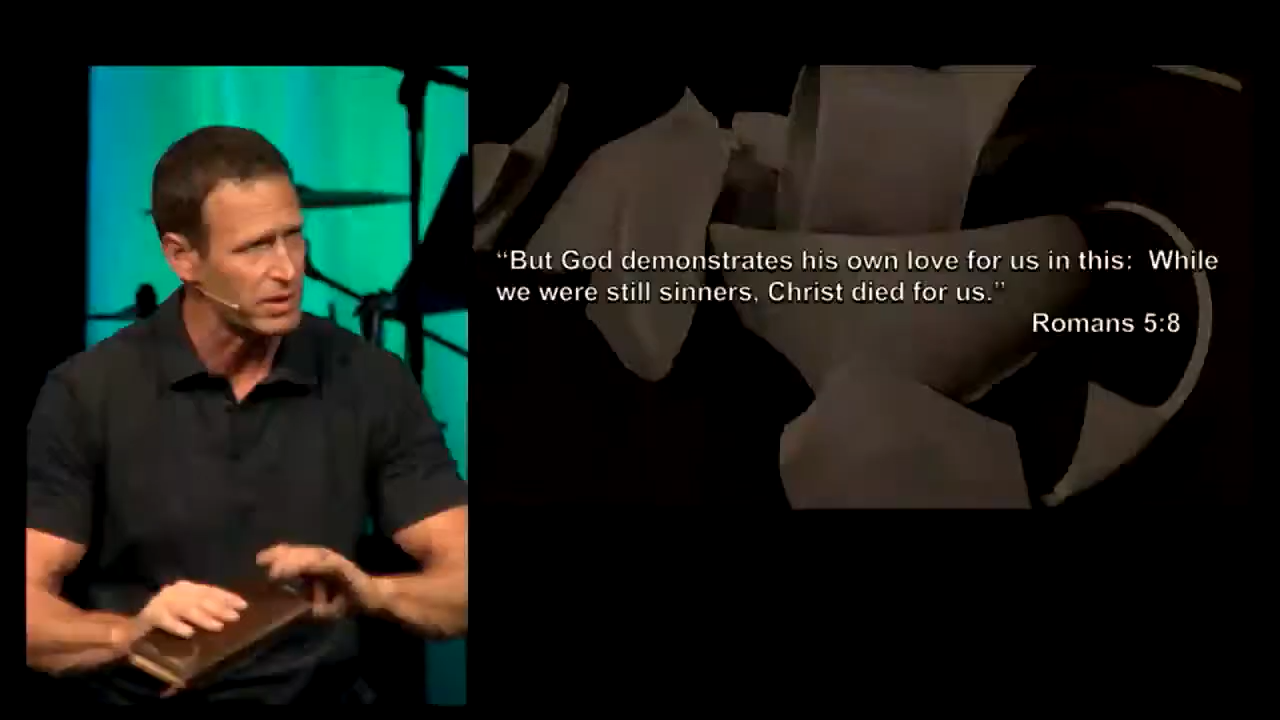 “But God demonstrates his own love for us in this:  While
we were still sinners, Christ died for us.”
Romans 5:8